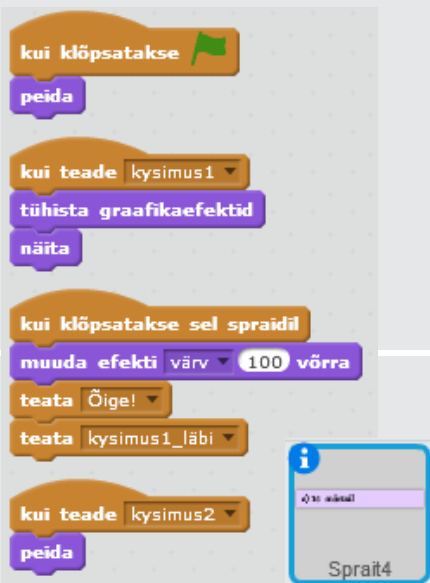 kui klõpsatakse
peida
kui teade kysimus1
tühista graafikaefektid
näita
kui klõpsatakse sel spraidil
muuda efekti värv 100 võrra
teata Õige!
teata kysimus1_läbi
kui teade kysimus2
peida
i
Sprait4